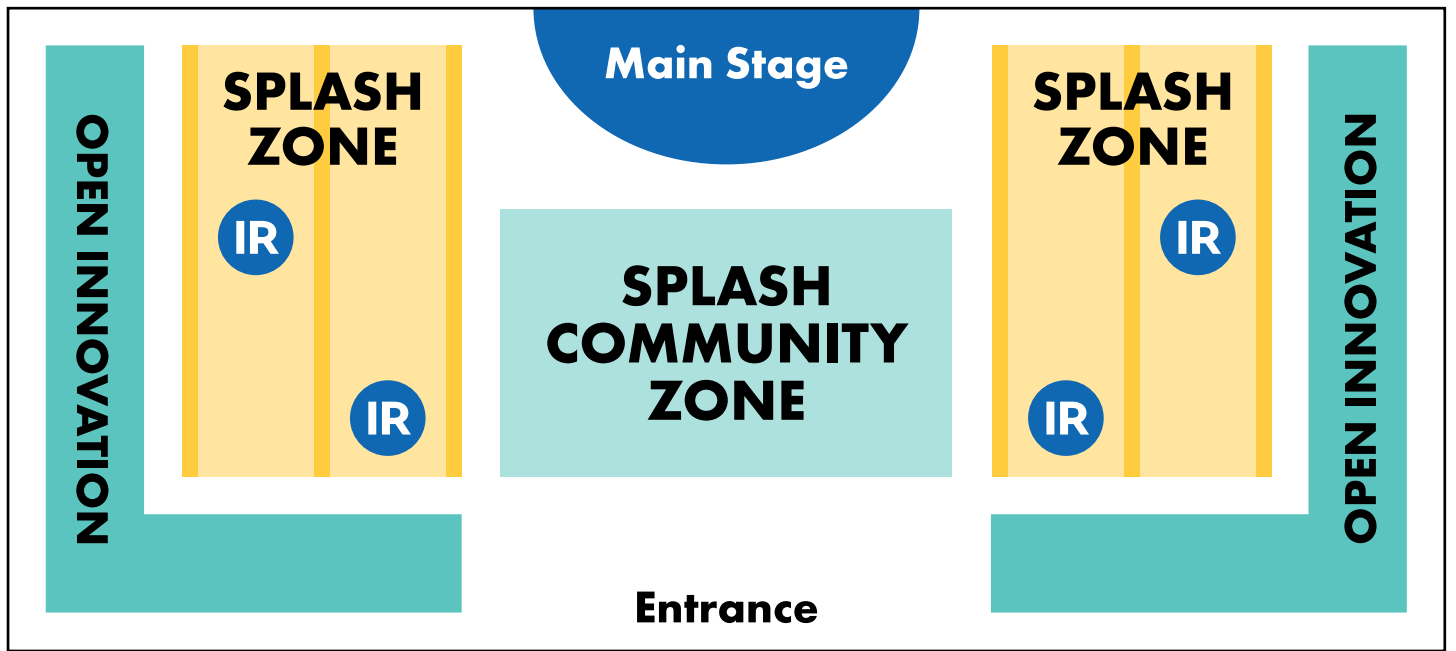 Main Stage
SPLASH
ZONE
SPLASH
ZONE
OPEN INNOVATION
OPEN INNOVATION
IR
IR
SPLASH
COMMUNITY
ZONE
IR
IR
Entrance